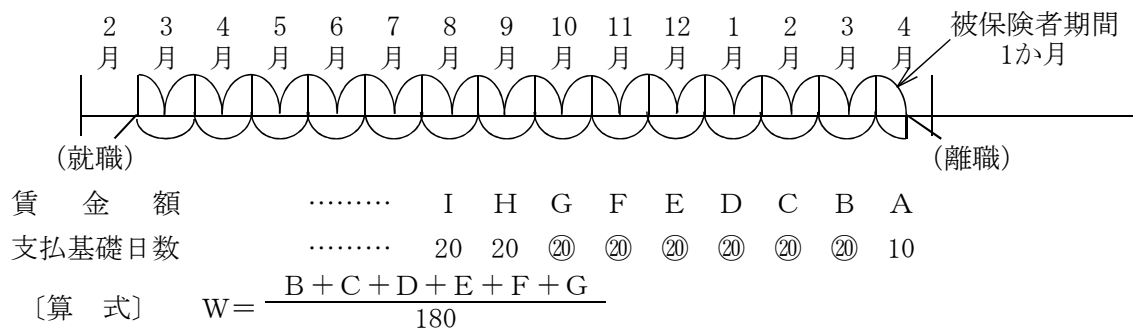 2 3 4 5 6 7 8 9 10 11 12 1 2 3 4 被保険者期間
月 月 月 月 月 月 月 月 月 月 月 月 月 月 月 1か月
(就職) (離職)
賃 金 額 ……… I H G F E D C B A
支払基礎日数 ……… 20 20 ⑳ ⑳ ⑳ ⑳ ⑳ ⑳ 10
〔算 式〕 W= B+C+D+E+F+G
180